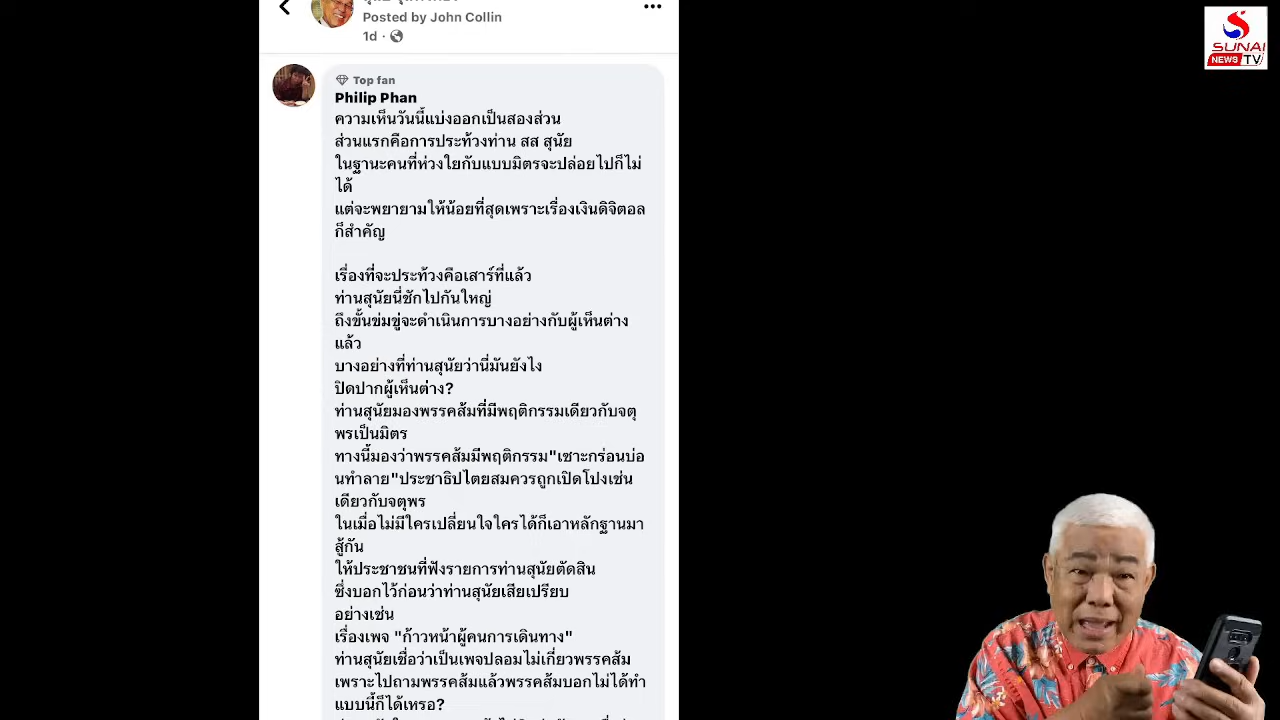 Posted by John Collin
1d ·
SUNAI
NEWS TV
Top fan
Philip Phan
ความเห็นวันนี้แบ่งออกเป็นสองส่วน
ส่วนแรกคือการประท้วงท่าน สส สุนัย
ในฐานะคนที่ห่วงใยกับแบบมิตรจะปล่อยไปก็ไม่
ได้
แต่จะพยายามให้น้อยที่สุดเพราะเรื่องเงินดิจิตอล
ก็สำคัญ
เรื่องที่จะประท้วงคือเสาร์ที่แล้ว
ท่านสุนัยนี่ชักไปกันใหญ่
ถึงขั้นข่มขู่จะดำเนินการบางอย่างกับผู้เห็นต่าง
แล้ว
บางอย่างที่ท่านสุนัยว่านี่มันยังไง
ปิดปากผู้เห็นต่าง?
ท่านสุนัยมองพรรคส้มที่มีพฤติกรรมเดียวกับจตุ
พรเป็นมิตร
ทางนี้มองว่าพรรคส้มมีพฤติกรรม"เซาะกร่อนบ่อ
นทำลาย"ประชาธิปไตยสมควรถูกเปิดโปงเช่น
เดียวกับจตุพร
ในเมื่อไม่มีใครเปลี่ยนใจใครได้ก็เอาหลักฐานมา
สู้กัน
ให้ประชาชนที่ฟังรายการท่านสุนัยตัดสิน
ซึ่งบอกไว้ก่อนว่าท่านสุนัยเสียเปรียบ
อย่างเช่น
เรื่องเพจ "ก้าวหน้าผู้คนการเดินทาง"
ท่านสุนัยเชื่อว่าเป็นเพจปลอมไม่เกี่ยวพรรคส้ม
เพราะไปถามพรรคส้มแล้วพรรคส้มบอกไม่ได้ทำ
แบบนี้ก็ได้เหรอ?